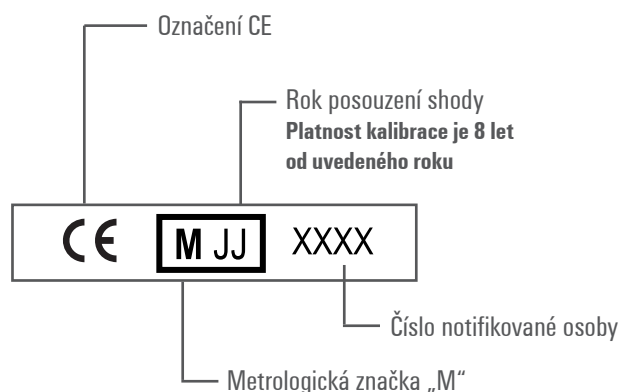 Označení CE
Rok posouzení shody
Platnost kalibrace je 8 let
od uvedeného roku
CE M JJ XXXX
Číslo notifikované osoby
Metrologická značka „M“